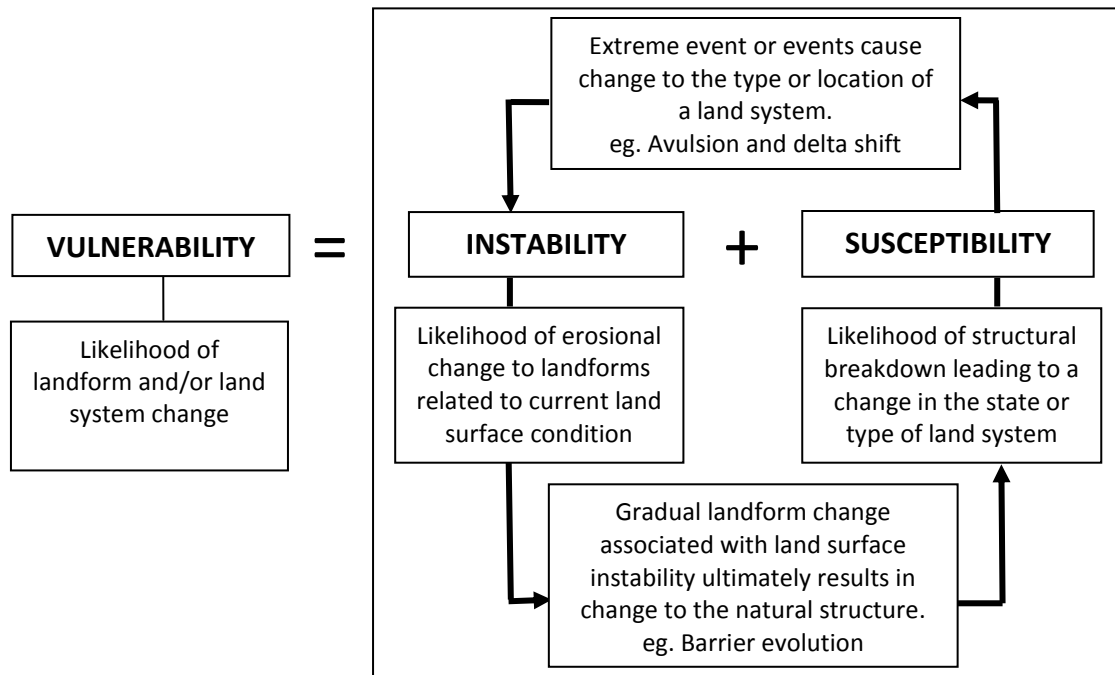 Extreme event or events cause
change to the type or location of
a land system.
eg. Avulsion and delta shift
VULNERABILITY = INSTABILITY + SUSCEPTIBILITY
Likelihood of
landform and/or land
system change
Likelihood of erosional
change to landforms
related to current land
surface condition
Likelihood of structural
breakdown leading to a
change in the state or
type of land system
Gradual landform change
associated with land surface
instability ultimately results in
change to the natural structure.
eg. Barrier evolution